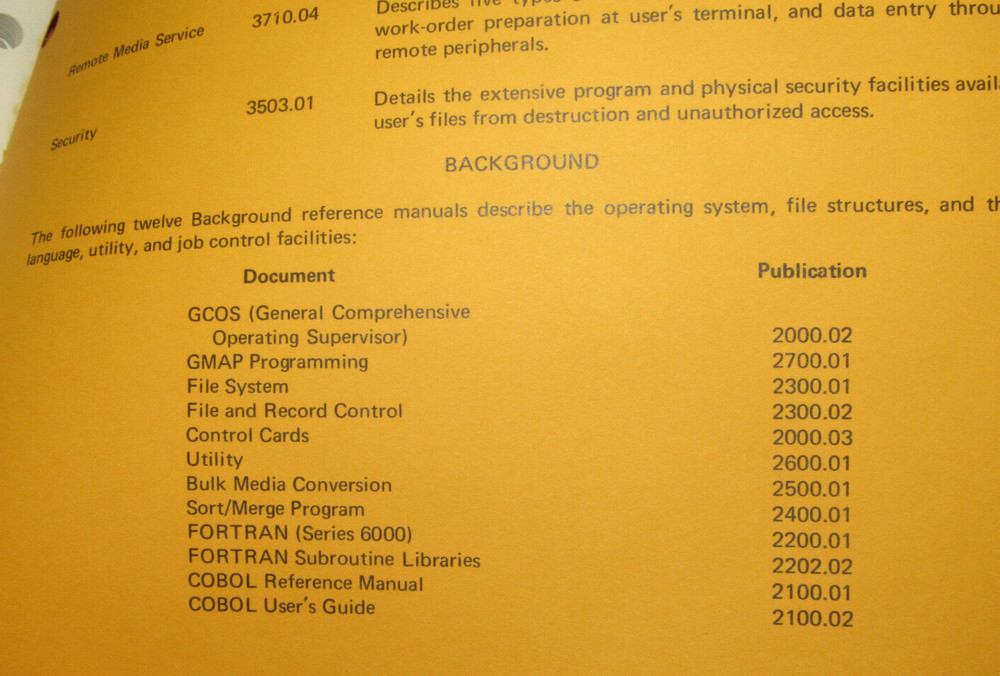 Describes five types
Remote Media Service 3710.04 work-order preparation at user's terminal, and data entry
remote peripherals.
Security 3503.01 Details the extensive program and physical security facilities
user's files from destruction and unauthorized access.
BACKGROUND
The following twelve Background reference manuals describe the operating system, file structures, and
language, utility, and job control facilities:
Document Publication
GCOS (General Comprehensive
Operating Supervisor) 2000.02
GMAP Programming 2700.01
File System 2300.01
File and Record Control 2300.02
Control Cards 2000.03
Utility 2600.01
Bulk Media Conversion 2500.01
Sort/Merge Program 2400.01
FORTRAN (Series 6000) 2200.01
FORTRAN Subroutine Libraries 2202.02
COBOL Reference Manual 2100.01
COBOL User's Guide 2100.02